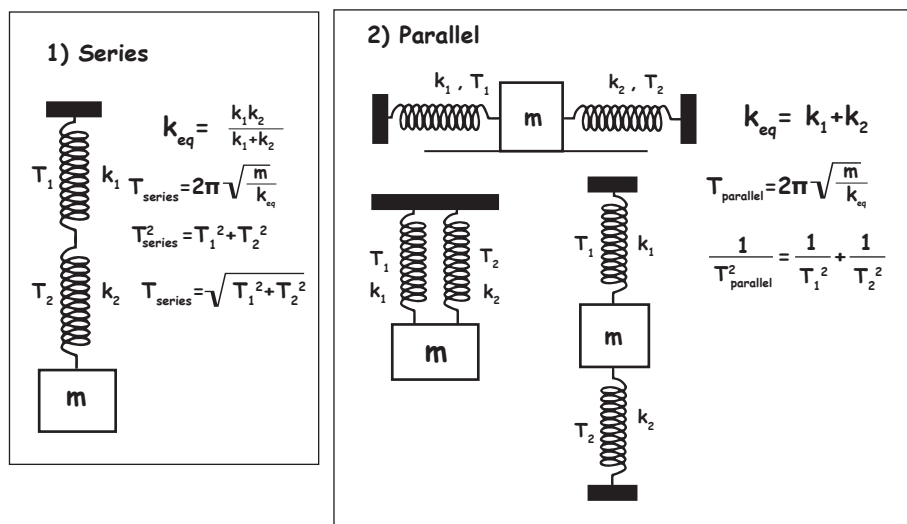 1) Series
k_eq = k₁k₂ / k₁+k₂
T₁ k₁
T_series = 2π √(m / k_eq)
T²_series = T₁² + T₂²
T₂ k₂
T_series = √(T₁² + T₂²)
m
2) Parallel
k₁ , T₁
k₂ , T₂
m
k_eq = k₁+k₂
T_parallel = 2π √(m / k_eq)
1 / T²_parallel = 1 / T₁² + 1 / T₂²
T₁ T₂
k₁ k₂
m
T₁ k₁
m
T₂ k₂